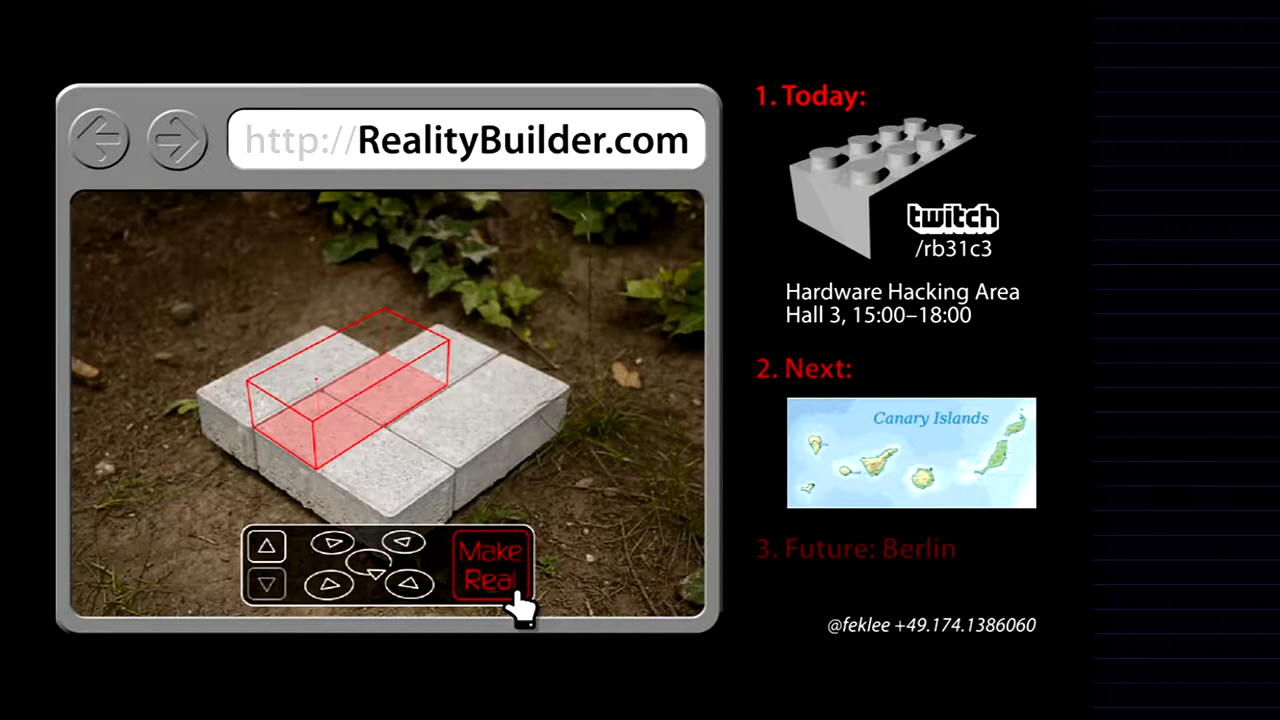 http://RealityBuilder.com
Make
Real
1. Today:
twitch
/rb31c3
Hardware Hacking Area
Hall 3, 15:00–18:00
2. Next:
Canary Islands
3. Future: Berlin
@feklee +49.174.1386060